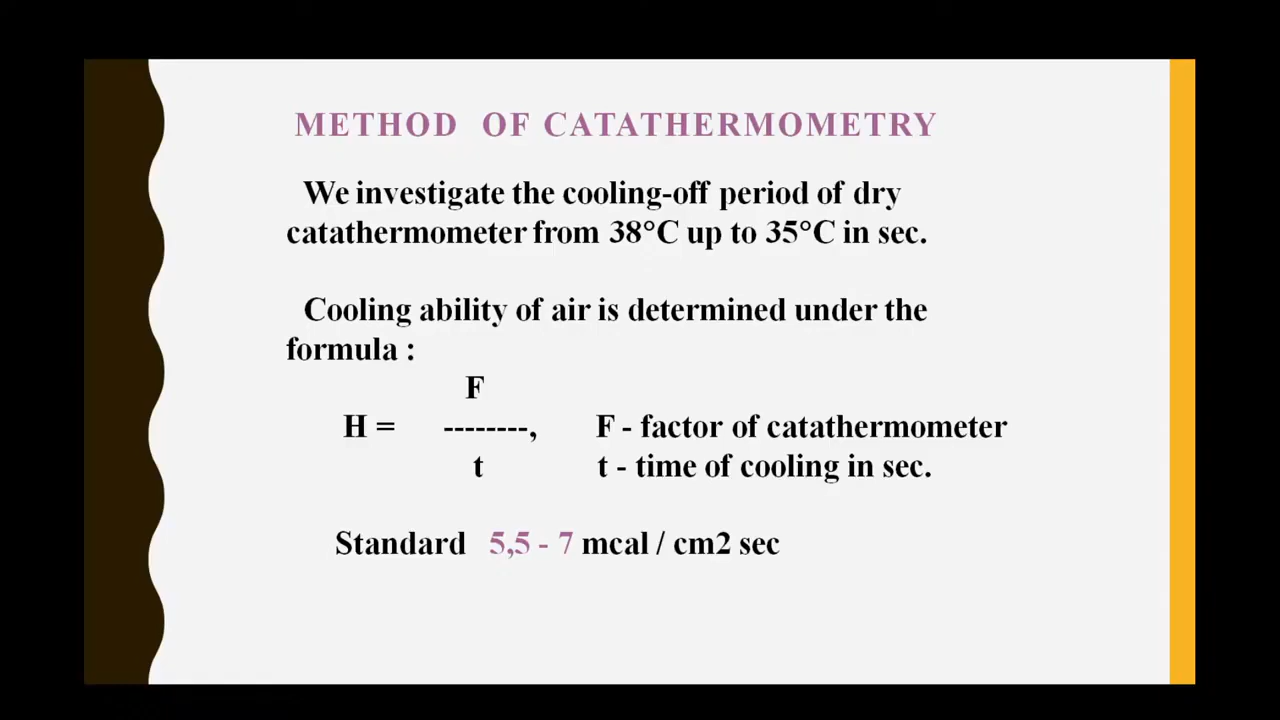 METHOD OF CATATHERMOMETRY
We investigate the cooling-off period of dry
catathermometer from 38°C up to 35°C in sec.
Cooling ability of air is determined under the
formula :
F
H = --------, F - factor of catathermometer
t t - time of cooling in sec.
Standard 5,5 - 7 mcal / cm2 sec